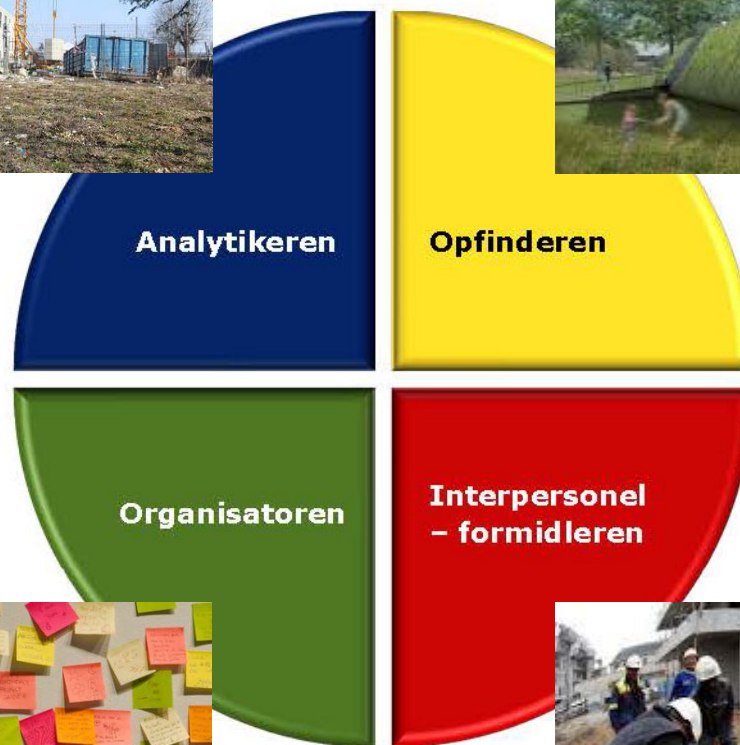 Analytikeren
Opfinderen
Organisatoren
Interpersonel
– formidleren